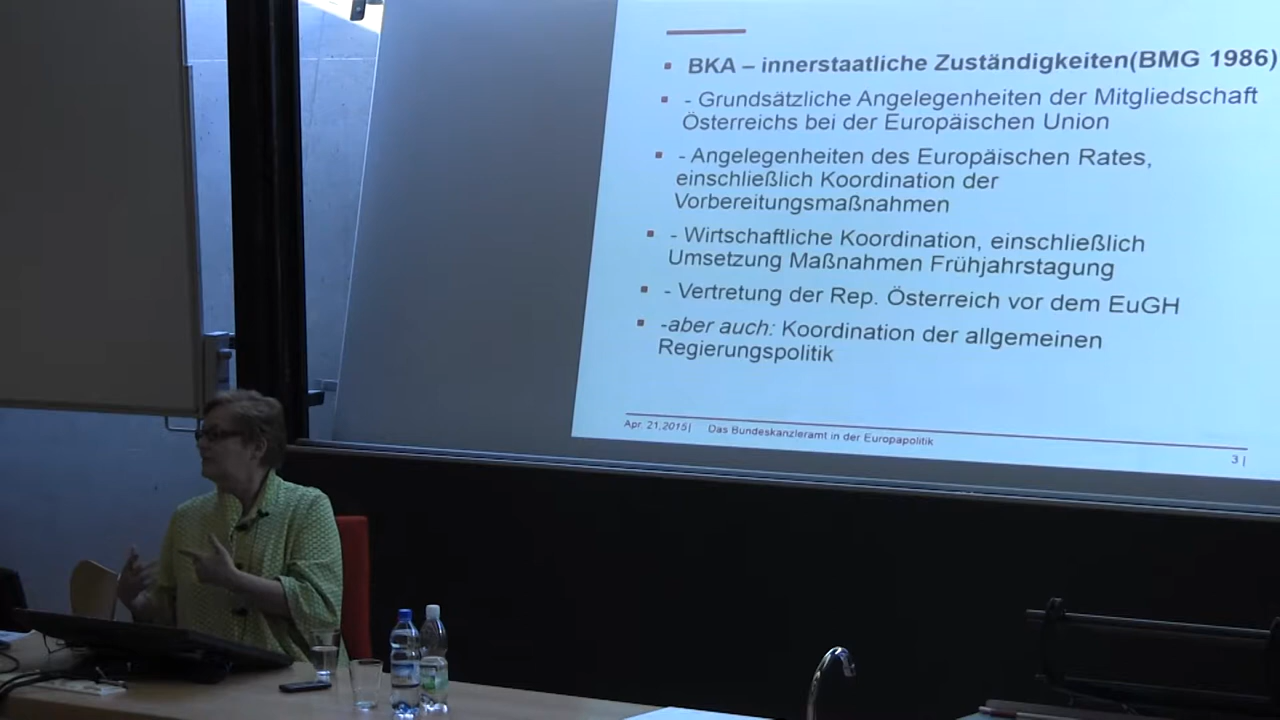 BKA – innerstaatliche Zuständigkeiten(BMG 1986)
- Grundsätzliche Angelegenheiten der Mitgliedschaft
Österreichs bei der Europäischen Union
- Angelegenheiten des Europäischen Rates,
einschließlich Koordination der
Vorbereitungsmaßnahmen
- Wirtschaftliche Koordination, einschließlich
Umsetzung Maßnahmen Frühjahrstagung
- Vertretung der Rep. Österreich vor dem EuGH
-aber auch: Koordination der allgemeinen
Regierungspolitik
Apr. 21,2015| Das Bundeskanzleramt in der Europapolitik
3 |